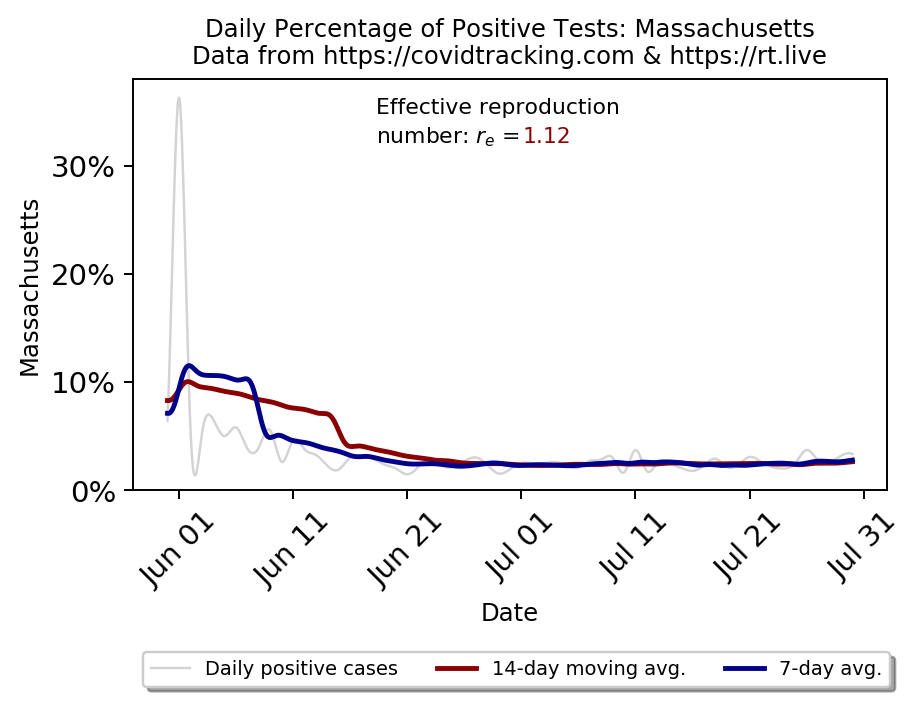 Daily Percentage of Positive Tests: Massachusetts
Data from https://covidtracking.com & https://rt.live
Effective reproduction
number: r_e = 1.12
Massachusetts
30%
20%
10%
0%
Jun 01
Jun 11
Jun 21
Jul 01
Jul 11
Jul 21
Jul 31
Date
Daily positive cases
14-day moving avg.
7-day avg.